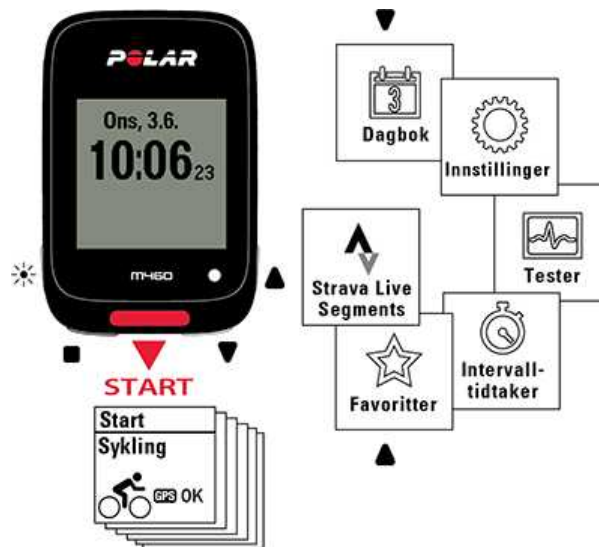 POLAR
Ons, 3.6.
10:06 23
M460
START
Start
Sykling
GPS OK
3
Dagbok
Innstillinger
Tester
Intervall-
tidtaker
Favoritter
Strava Live
Segments